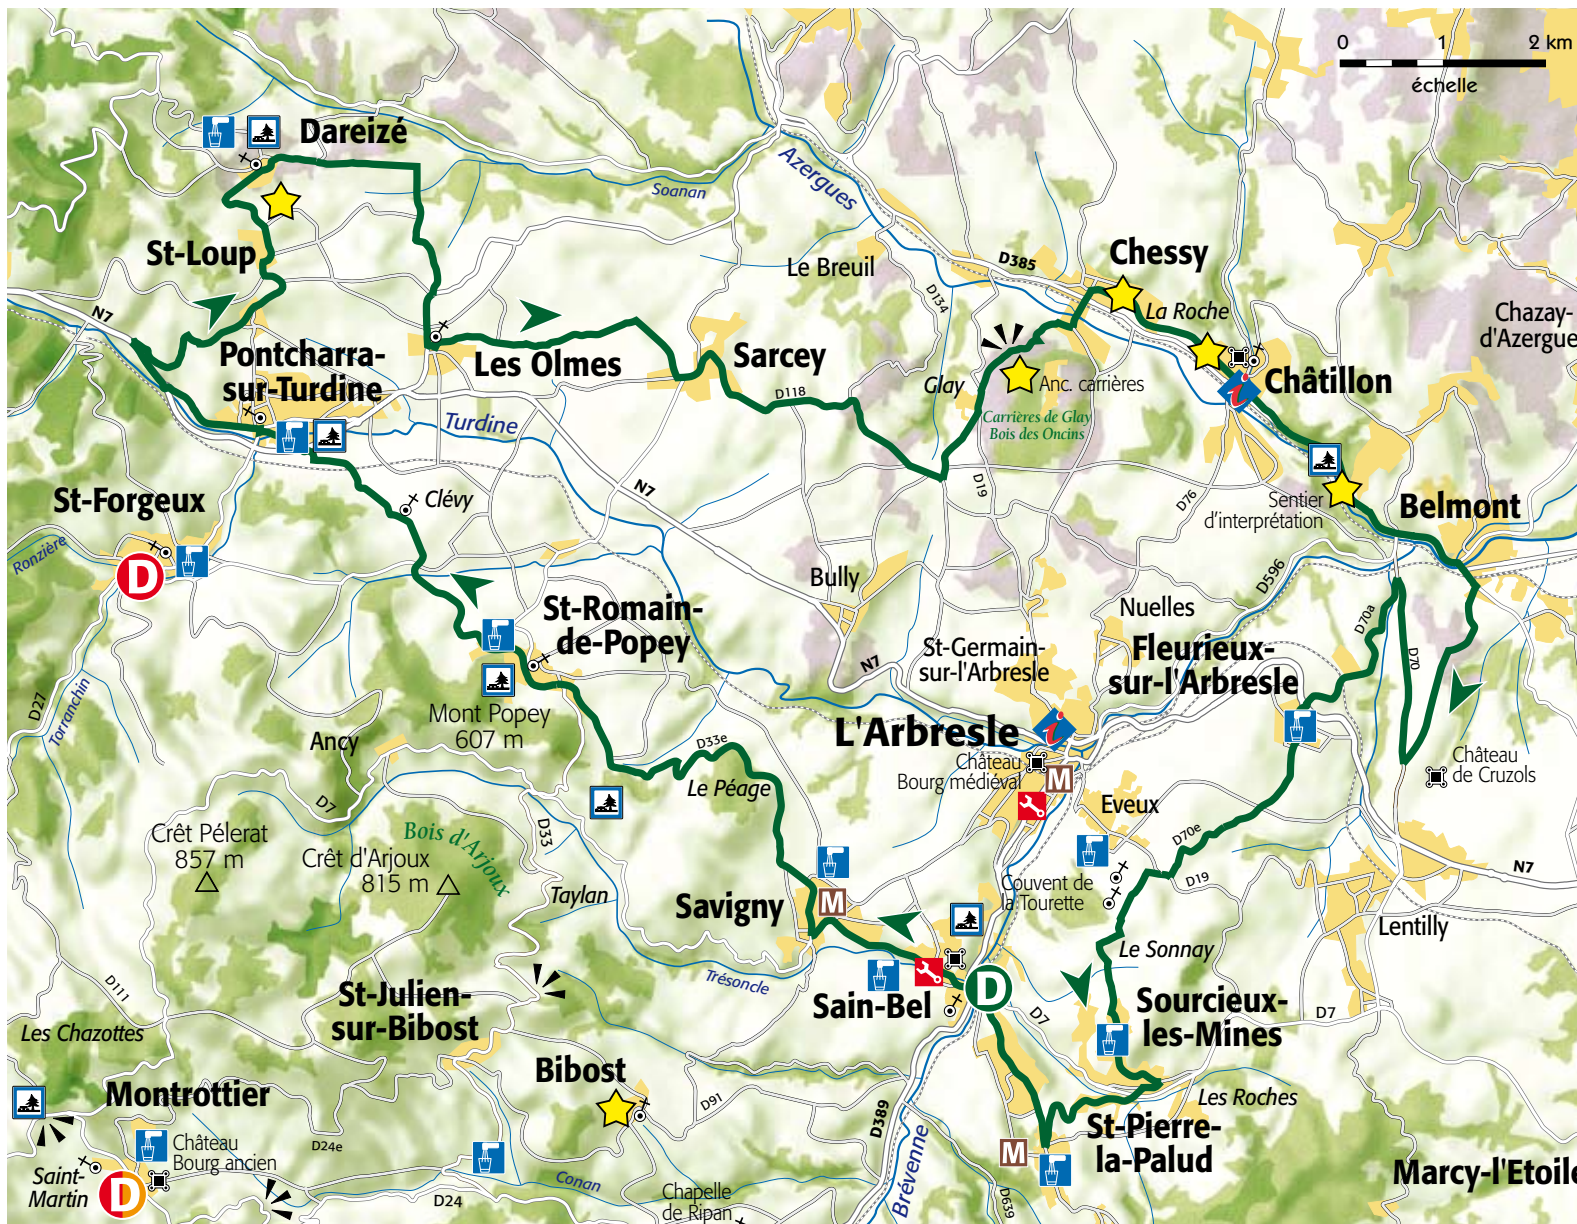 0 1 2 km
échelle
Dareizé
Soanan
Azergues
St-Loup
Le Breuil
D385
Chessy
La Roche
D134
N7
Chazay-
d'Azergue
Pontcharra-
sur-Turdine
Les Olmes
Sarcey
D118
Glay
Anc. carrières
Carrières de Glay
Bois des Oncins
Châtillon
Turdine
N7
D19
D76
Sentier
d'interprétation
Belmont
St-Forgeux
Clévy
Ronzière
D
Bully
D596
Nuelles
D70a
D70
St-Romain-
de-Popey
St-Germain-
sur-l'Arbresle
Fleurieux-
sur-l'Arbresle
N7
D27
Torranchin
Mont Popey
607 m
Ancy
D33e
Le Péage
L'Arbresle
Château
Bourg médiéval
M
Château
de Cruzols
Eveux
D7
Crêt Pélerat
857 m
Bois d'Arjoux
Crêt d'Arjoux
815 m
D33
Taylan
D70e
D19
N7
Couvent de
la Tourette
Savigny
M
Lentilly
Le Sonnay
Trésoncle
Sain-Bel
D
D7
Sourcieux-
les-Mines
D7
D111
Les Chazottes
St-Julien-
sur-Bibost
Bibost
D91
Montrottier
Les Roches
D389
Brévenne
St-Pierre-
la-Palud
M
D24e
Château
Bourg ancien
Saint-
Martin
D
D24
Conan
Chapelle
de Ripan
D639
Marcy-l'Etoile